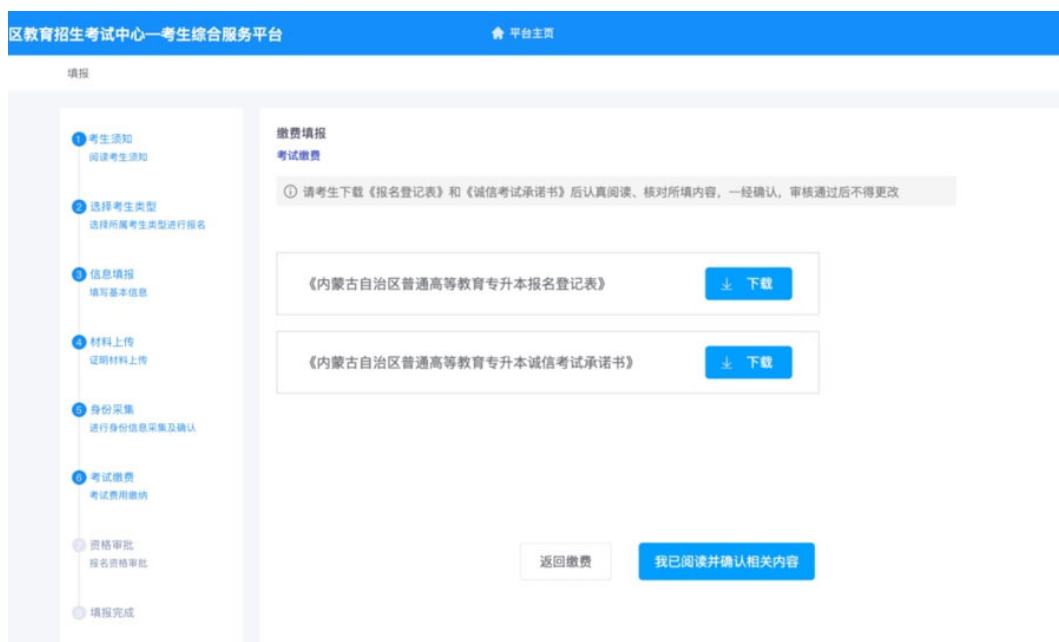 区教育招生考试中心—考生综合服务平台
平台主页
填报
1 考生须知
阅读考生须知
2 选择考生类型
选择所属考生类型进行报名
3 信息填报
填写基本信息
4 材料上传
证明材料上传
5 身份采集
进行身份信息采集及确认
6 考试缴费
考试费用缴纳
7 资格审批
报名资格审批
8 填报完成
缴费填报
考试缴费
请考生下载《报名登记表》和《诚信考试承诺书》后认真阅读、核对所填内容，一经确认，审核通过后不得更改
《内蒙古自治区普通高等教育专升本报名登记表》
下载
《内蒙古自治区普通高等教育专升本诚信考试承诺书》
下载
返回缴费
我已阅读并确认相关内容